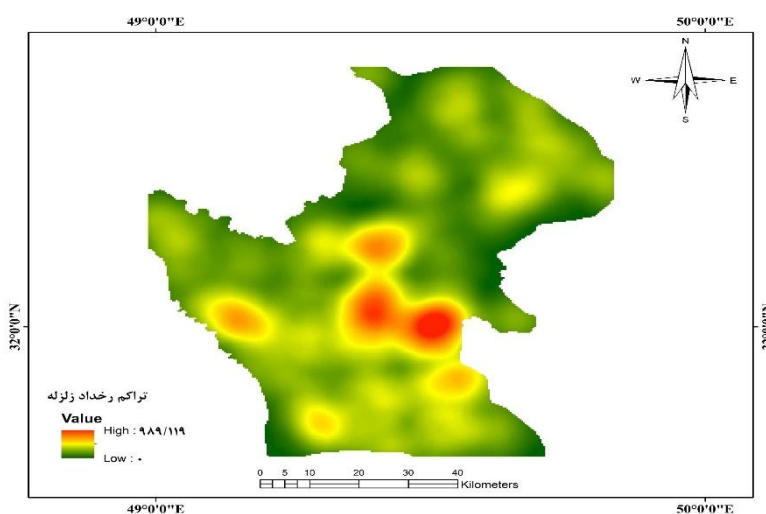 49°0'0"E 50°0'0"E
N
W E
S
32°0'0"N
تراکم رخداد زلزله
Value
High : ۹۸۹/۱۱۹
Low : ۰
0 5 10 20 30 40
Kilometers
49°0'0"E 50°0'0"E